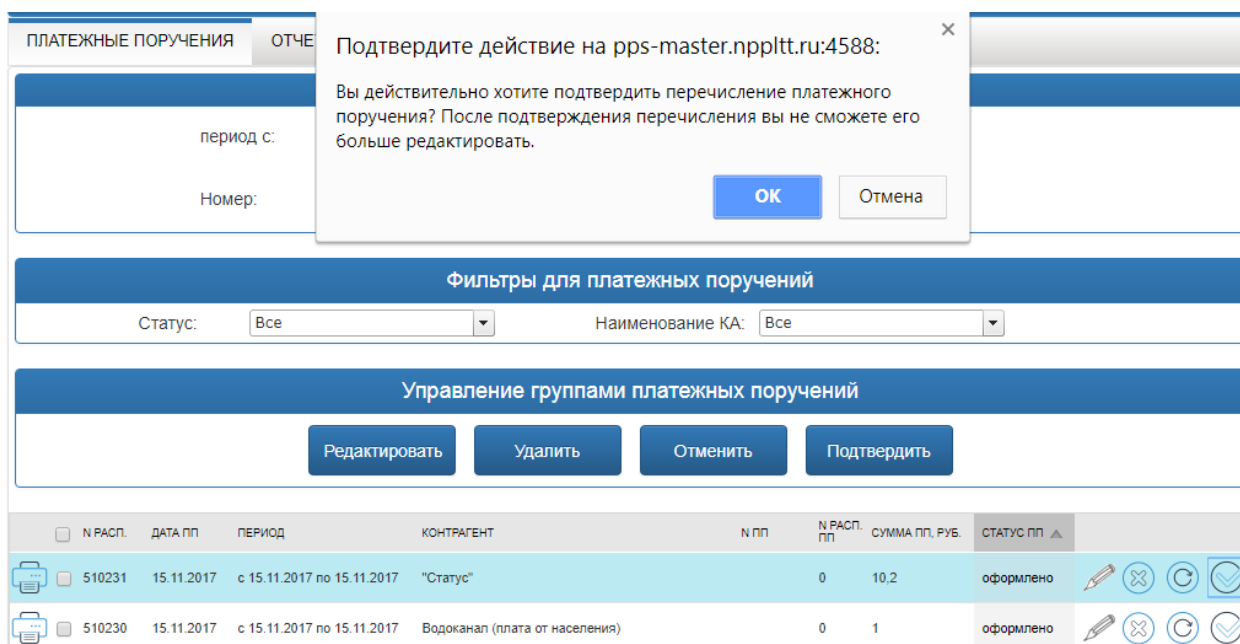 ПЛАТЕЖНЫЕ ПОРУЧЕНИЯ
ОТЧЕ
Подтвердите действие на pps-master.nppltt.ru:4588:
Вы действительно хотите подтвердить перечисление платежного
поручения? После подтверждения перечисления вы не сможете его
больше редактировать.
ОК
Отмена
период с:
Номер:
Фильтры для платежных поручений
Статус: Все Наименование КА: Все
Управление группами платежных поручений
Редактировать Удалить Отменить Подтвердить
N РАСП. ДАТА ПП ПЕРИОД КОНТРАГЕНТ N ПП N РАСП. ПП СУММА ПП, РУБ. СТАТУС ПП
510231 15.11.2017 с 15.11.2017 по 15.11.2017 "Статус" 0 10,2 оформлено
510230 15.11.2017 с 15.11.2017 по 15.11.2017 Водоканал (плата от населения) 0 1 оформлено